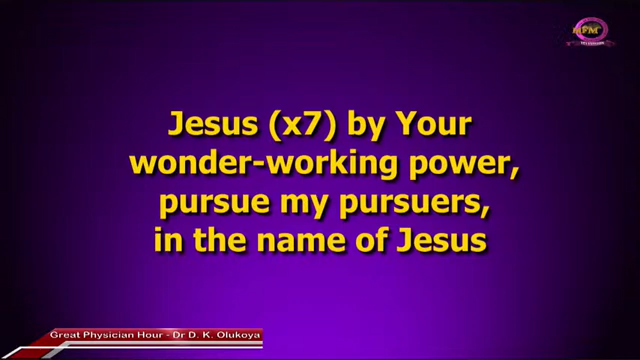 MFM
Jesus (x7) by Your
wonder-working power,
pursue my pursuers,
in the name of Jesus
Great Physician Hour - Dr D. K. Olukoya